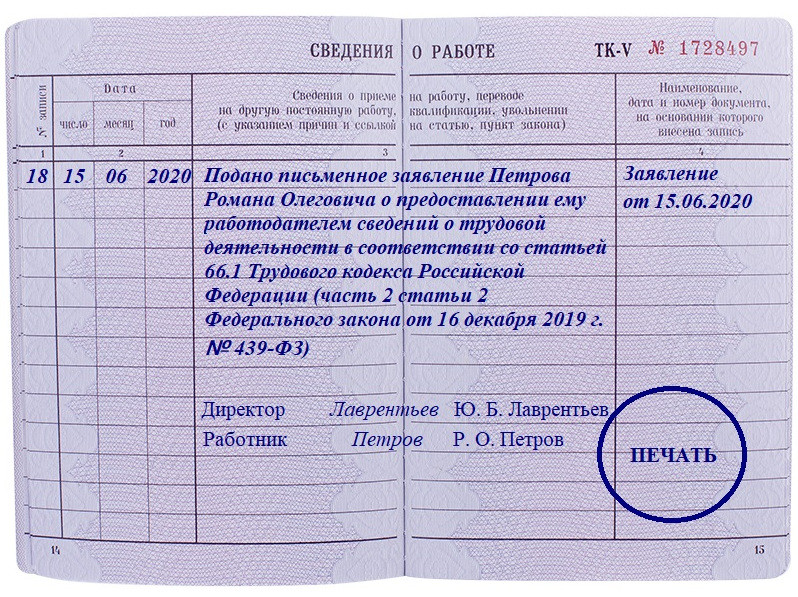 СВЕДЕНИЯ О РАБОТЕ ТК-V № 1728497
№ записи
Дата
число месяц год
Сведения о приеме на работу, переводе
на другую постоянную работу, квалификации, увольнении
(с указанием причин и ссылкой на статью, пункт закона)
Наименование,
дата и номер документа,
на основании которого
внесена запись
1 2 3 4
18 15 06 2020
Подано письменное заявление Петрова
Романа Олеговича о предоставлении ему
работодателем сведений о трудовой
деятельности в соответствии со статьей
66.1 Трудового кодекса Российской
Федерации (часть 2 статьи 2
Федерального закона от 16 декабря 2019 г.
№ 439-ФЗ)
Заявление
от 15.06.2020
Директор Лаврентьев Ю. Б. Лаврентьев
Работник Петров Р. О. Петров
ПЕЧАТЬ
14 15